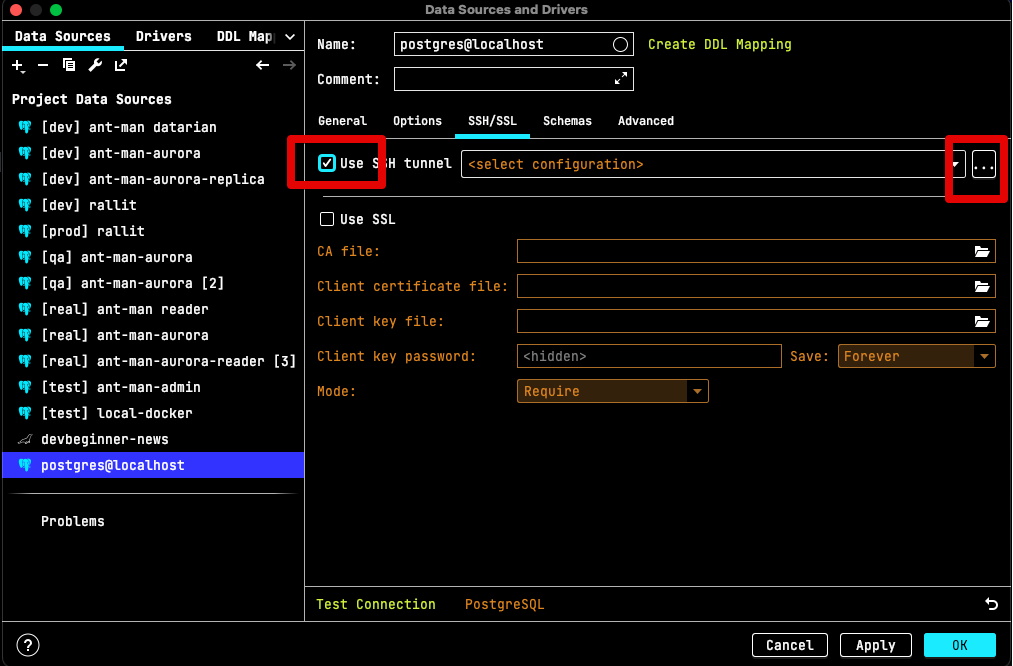 Data Sources and Drivers
Data Sources Drivers DDL Map
Project Data Sources
[dev] ant-man datarian
[dev] ant-man-aurora
[dev] ant-man-aurora-replica
[dev] rallit
[prod] rallit
[qa] ant-man-aurora
[qa] ant-man-aurora [2]
[real] ant-man reader
[real] ant-man-aurora
[real] ant-man-aurora-reader [3]
[test] ant-man-admin
[test] local-docker
devbeginner-news
postgres@localhost
Problems
Name: postgres@localhost Create DDL Mapping
Comment:
General Options SSH/SSL Schemas Advanced
Use SSH tunnel <select configuration> ...
Use SSL
CA file:
Client certificate file:
Client key file:
Client key password: <hidden> Save: Forever
Mode: Require
Test Connection PostgreSQL
? Cancel Apply OK